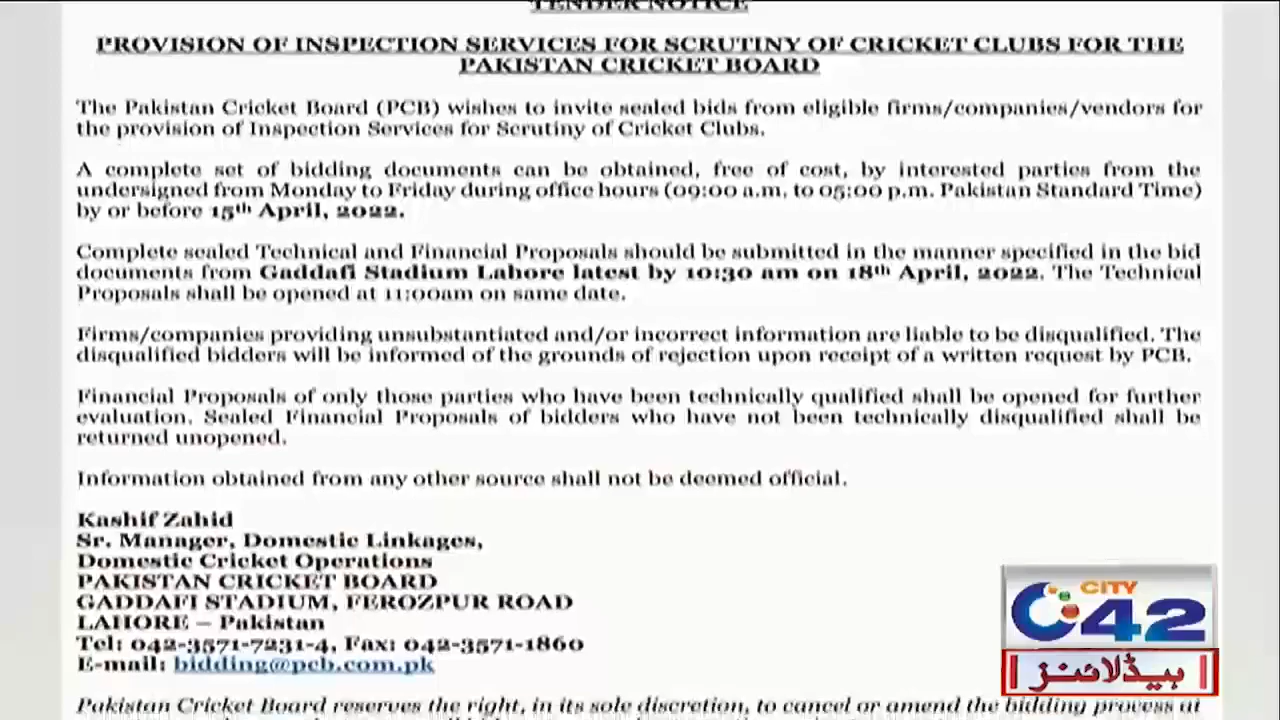 TENDER NOTICE
PROVISION OF INSPECTION SERVICES FOR SCRUTINY OF CRICKET CLUBS FOR THE
PAKISTAN CRICKET BOARD
The Pakistan Cricket Board (PCB) wishes to invite sealed bids from eligible firms/companies/vendors for
the provision of Inspection Services for Scrutiny of Cricket Clubs.
A complete set of bidding documents can be obtained, free of cost, by interested parties from the
undersigned from Monday to Friday during office hours (09:00 a.m. to 05:00 p.m. Pakistan Standard Time)
by or before 15th April, 2022.
Complete sealed Technical and Financial Proposals should be submitted in the manner specified in the bid
documents from Gaddafi Stadium Lahore latest by 10:30 am on 18th April, 2022. The Technical
Proposals shall be opened at 11:00am on same date.
Firms/companies providing unsubstantiated and/or incorrect information are liable to be disqualified. The
disqualified bidders will be informed of the grounds of rejection upon receipt of a written request by PCB.
Financial Proposals of only those parties who have been technically qualified shall be opened for further
evaluation. Sealed Financial Proposals of bidders who have not been technically disqualified shall be
returned unopened.
Information obtained from any other source shall not be deemed official.
Kashif Zahid
Sr. Manager, Domestic Linkages,
Domestic Cricket Operations
PAKISTAN CRICKET BOARD
GADDAFI STADIUM, FEROZPUR ROAD
LAHORE – Pakistan
Tel: 042-3571-7231-4, Fax: 042-3571-1860
E-mail: bidding@pcb.com.pk
Pakistan Cricket Board reserves the right, in its sole discretion, to cancel or amend the bidding process at
CITY
42
ہیڈلائنز